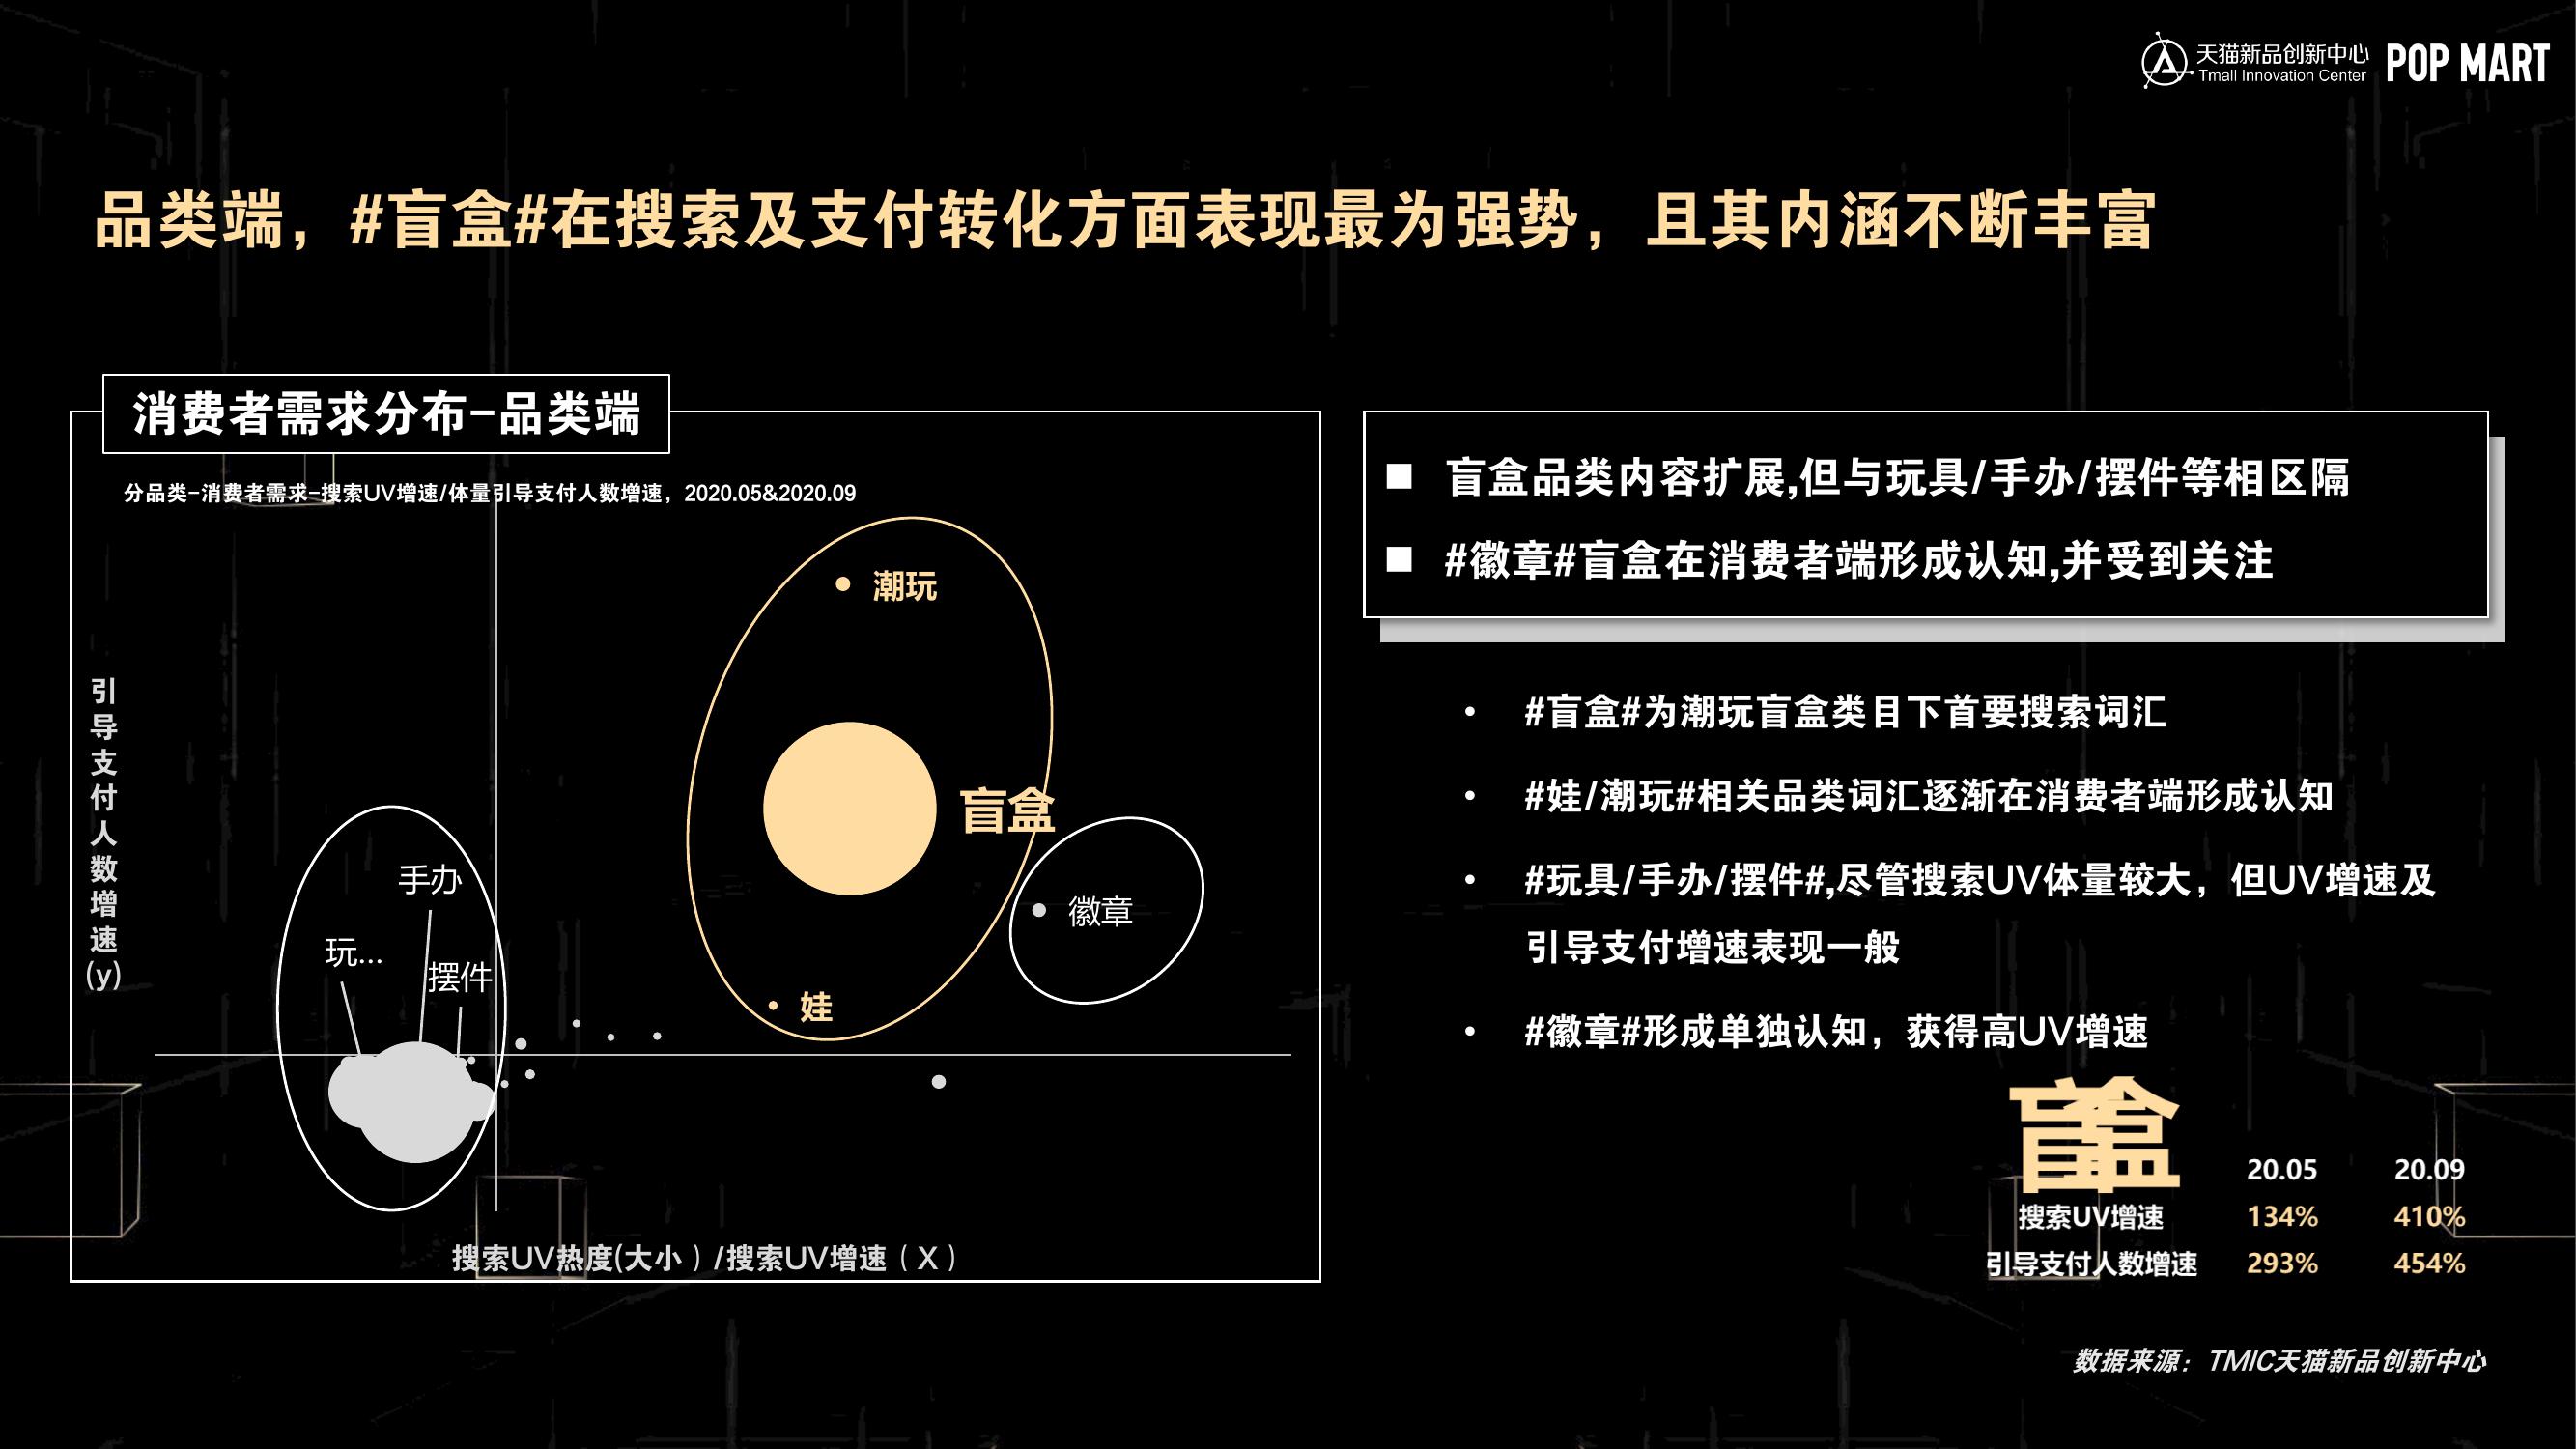 天猫新品创新中心
Tmall Innovation Center
POP MART
品类端，#盲盒#在搜索及支付转化方面表现最为强势，且其内涵不断丰富
消费者需求分布-品类端
分品类-消费者需求-搜索UV增速/体量引导支付人数增速，2020.05&2020.09
引导支付人数增速(y)
潮玩
盲盒
徽章
娃
手办
玩...
摆件
搜索UV热度(大小）/搜索UV增速（X）
■ 盲盒品类内容扩展,但与玩具/手办/摆件等相区隔
■ #徽章#盲盒在消费者端形成认知,并受到关注
• #盲盒#为潮玩盲盒类目下首要搜索词汇
• #娃/潮玩#相关品类词汇逐渐在消费者端形成认知
• #玩具/手办/摆件#,尽管搜索UV体量较大，但UV增速及
引导支付增速表现一般
• #徽章#形成单独认知，获得高UV增速
盲盒 20.05 20.09
搜索UV增速 134% 410%
引导支付人数增速 293% 454%
数据来源：TMIC天猫新品创新中心